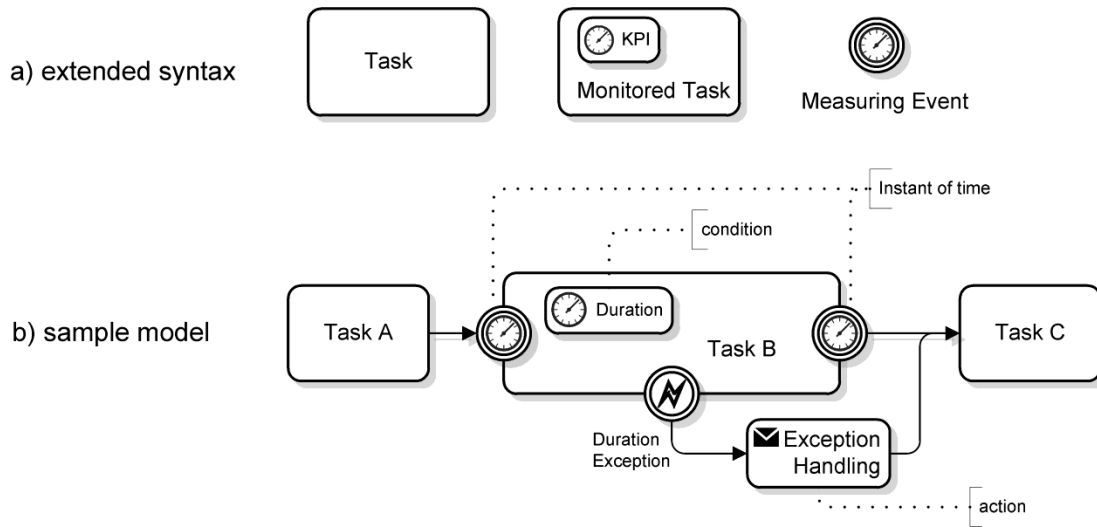 a) extended syntax
Task
KPI
Monitored Task
Measuring Event
Instant of time
condition
b) sample model
Task A
Duration
Task B
Task C
Duration
Exception
Exception
Handling
action